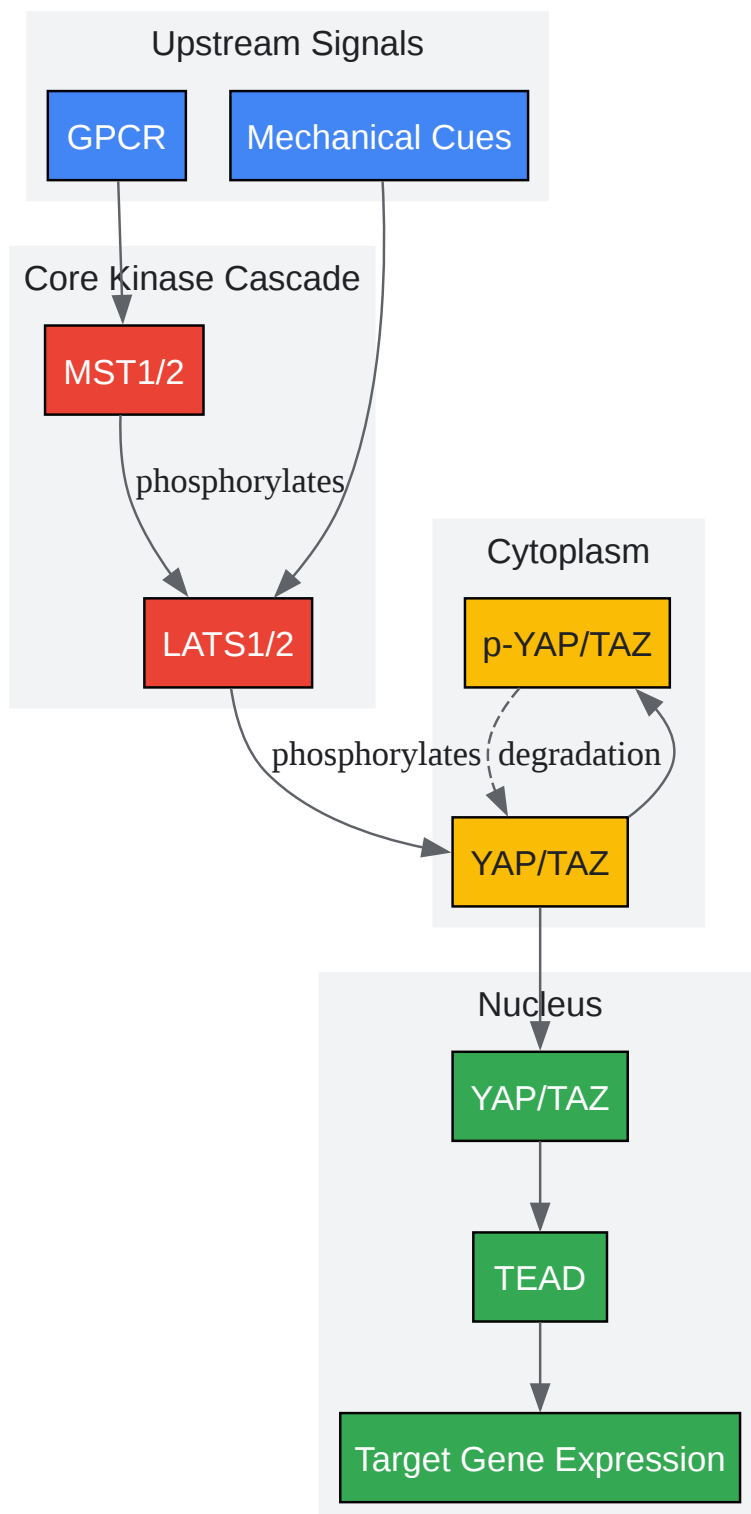 Upstream Signals
GPCR
Mechanical Cues
Core Kinase Cascade
MST1/2
phosphorylates
LATS1/2
Cytoplasm
p-YAP/TAZ
phosphorylates
degradation
YAP/TAZ
Nucleus
YAP/TAZ
TEAD
Target Gene Expression